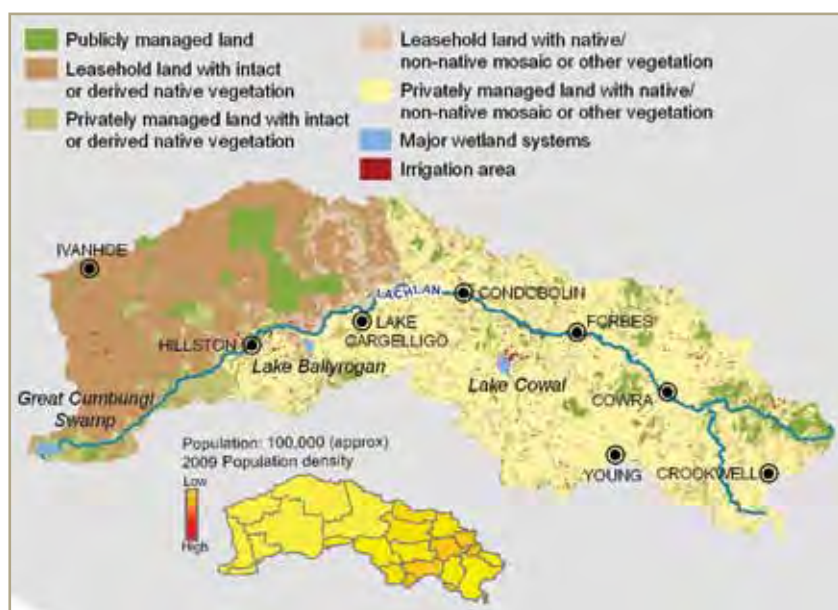 Publicly managed land
Leasehold land with intact
or derived native vegetation
Privately managed land with intact
or derived native vegetation
Leasehold land with native/
non-native mosaic or other vegetation
Privately managed land with native/
non-native mosaic or other vegetation
Major wetland systems
Irrigation area
IVANHOE
LACHLAN
CONDOBOLIN
LAKE
CARGELLIGO
FORBES
HILLSTON
Lake Ballyrogan
Lake Cowal
Great Cumbungi
Swamp
COWRA
YOUNG
CROOKWELL
Population: 100,000 (approx)
2009 Population density
Low
High